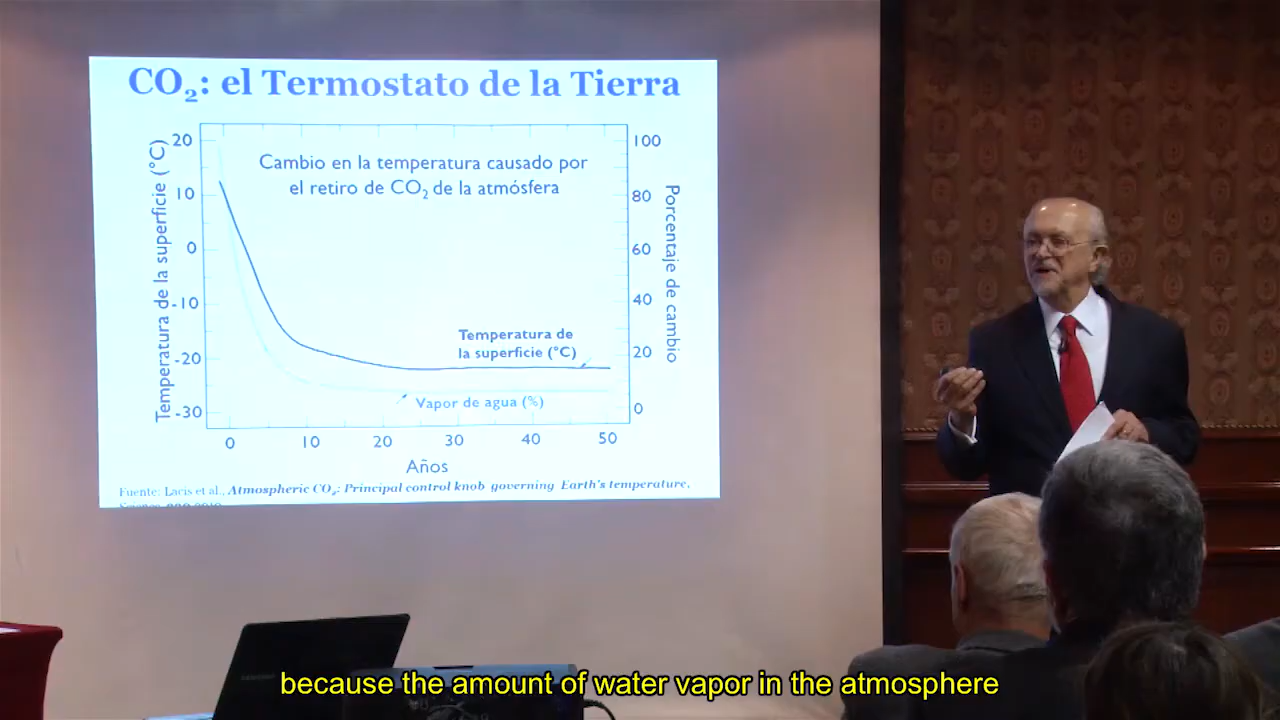 CO₂: el Termostato de la Tierra
Cambio en la temperatura causado por
el retiro de CO₂ de la atmósfera
Temperatura de la superficie (°C)
20
10
0
-10
-20
-30
100
80
60
40
20
0
Porcentaje de cambio
Temperatura de
la superficie (°C)
Vapor de agua (%)
0 10 20 30 40 50
Años
Fuente: Lacis et al., Atmospheric CO₂: Principal control knob governing Earth's temperature.
because the amount of water vapor in the atmosphere